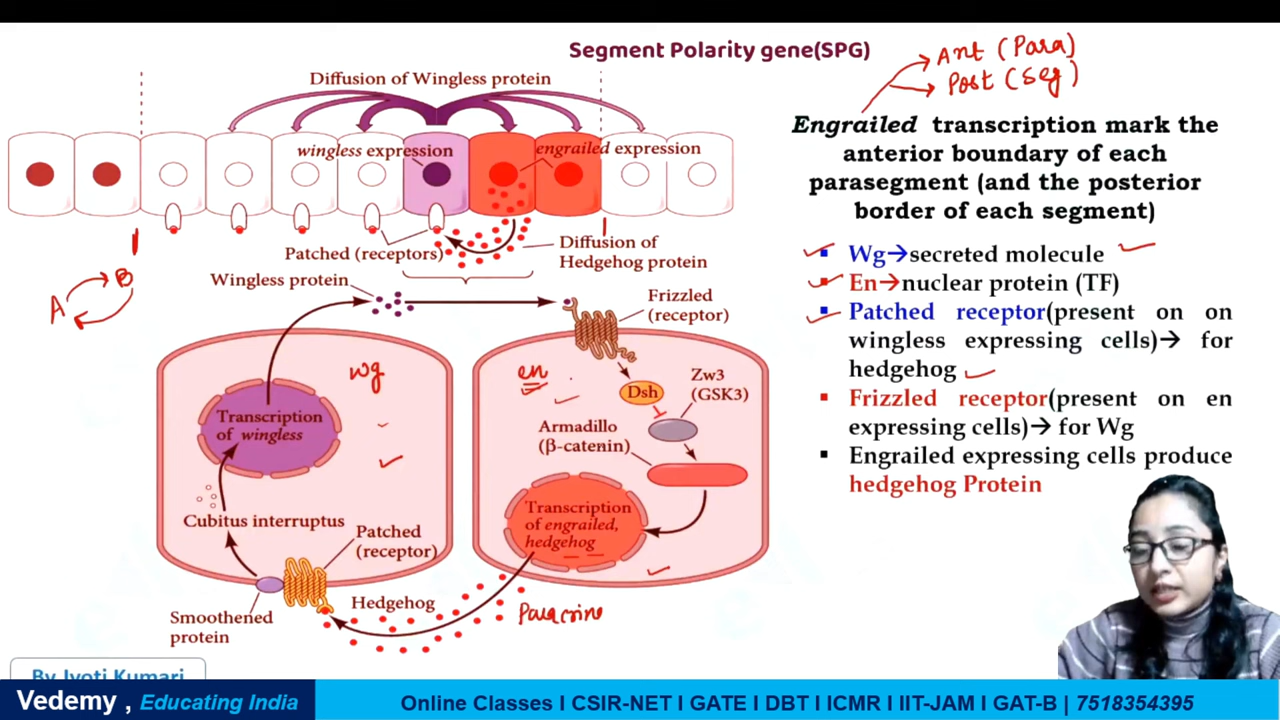 Segment Polarity gene(SPG)
Ant (Para)
Post (Seg)
Diffusion of Wingless protein
wingless expression
engrailed expression
Patched (receptors)
Diffusion of
Hedgehog protein
A
B
Wingless protein
Frizzled
(receptor)
wg
en
Dsh
Zw3
(GSK3)
Transcription
of wingless
Armadillo
(β-catenin)
Transcription
of engrailed,
hedgehog
Cubitus interruptus
Patched
(receptor)
Smoothened
protein
Hedgehog
Paracrine
Engrailed transcription mark the
anterior boundary of each
parasegment (and the posterior
border of each segment)
▪ Wg→secreted molecule
▪ En→nuclear protein (TF)
▪ Patched receptor(present on on
wingless expressing cells)→ for
hedgehog
▪ Frizzled receptor(present on en
expressing cells)→ for Wg
▪ Engrailed expressing cells produce
hedgehog Protein
By Jyoti Kumari
Vedemy , Educating India
Online Classes I CSIR-NET I GATE I DBT I ICMR I IIT-JAM I GAT-B | 7518354395